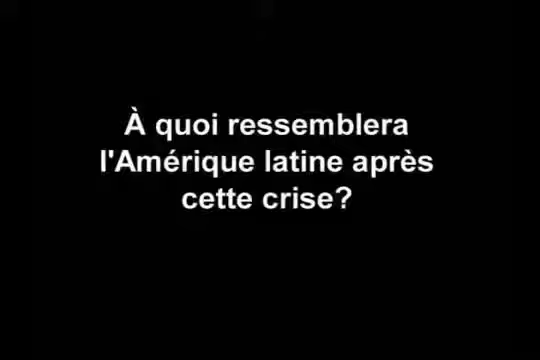 À quoi ressemblera
l'Amérique latine après
cette crise?